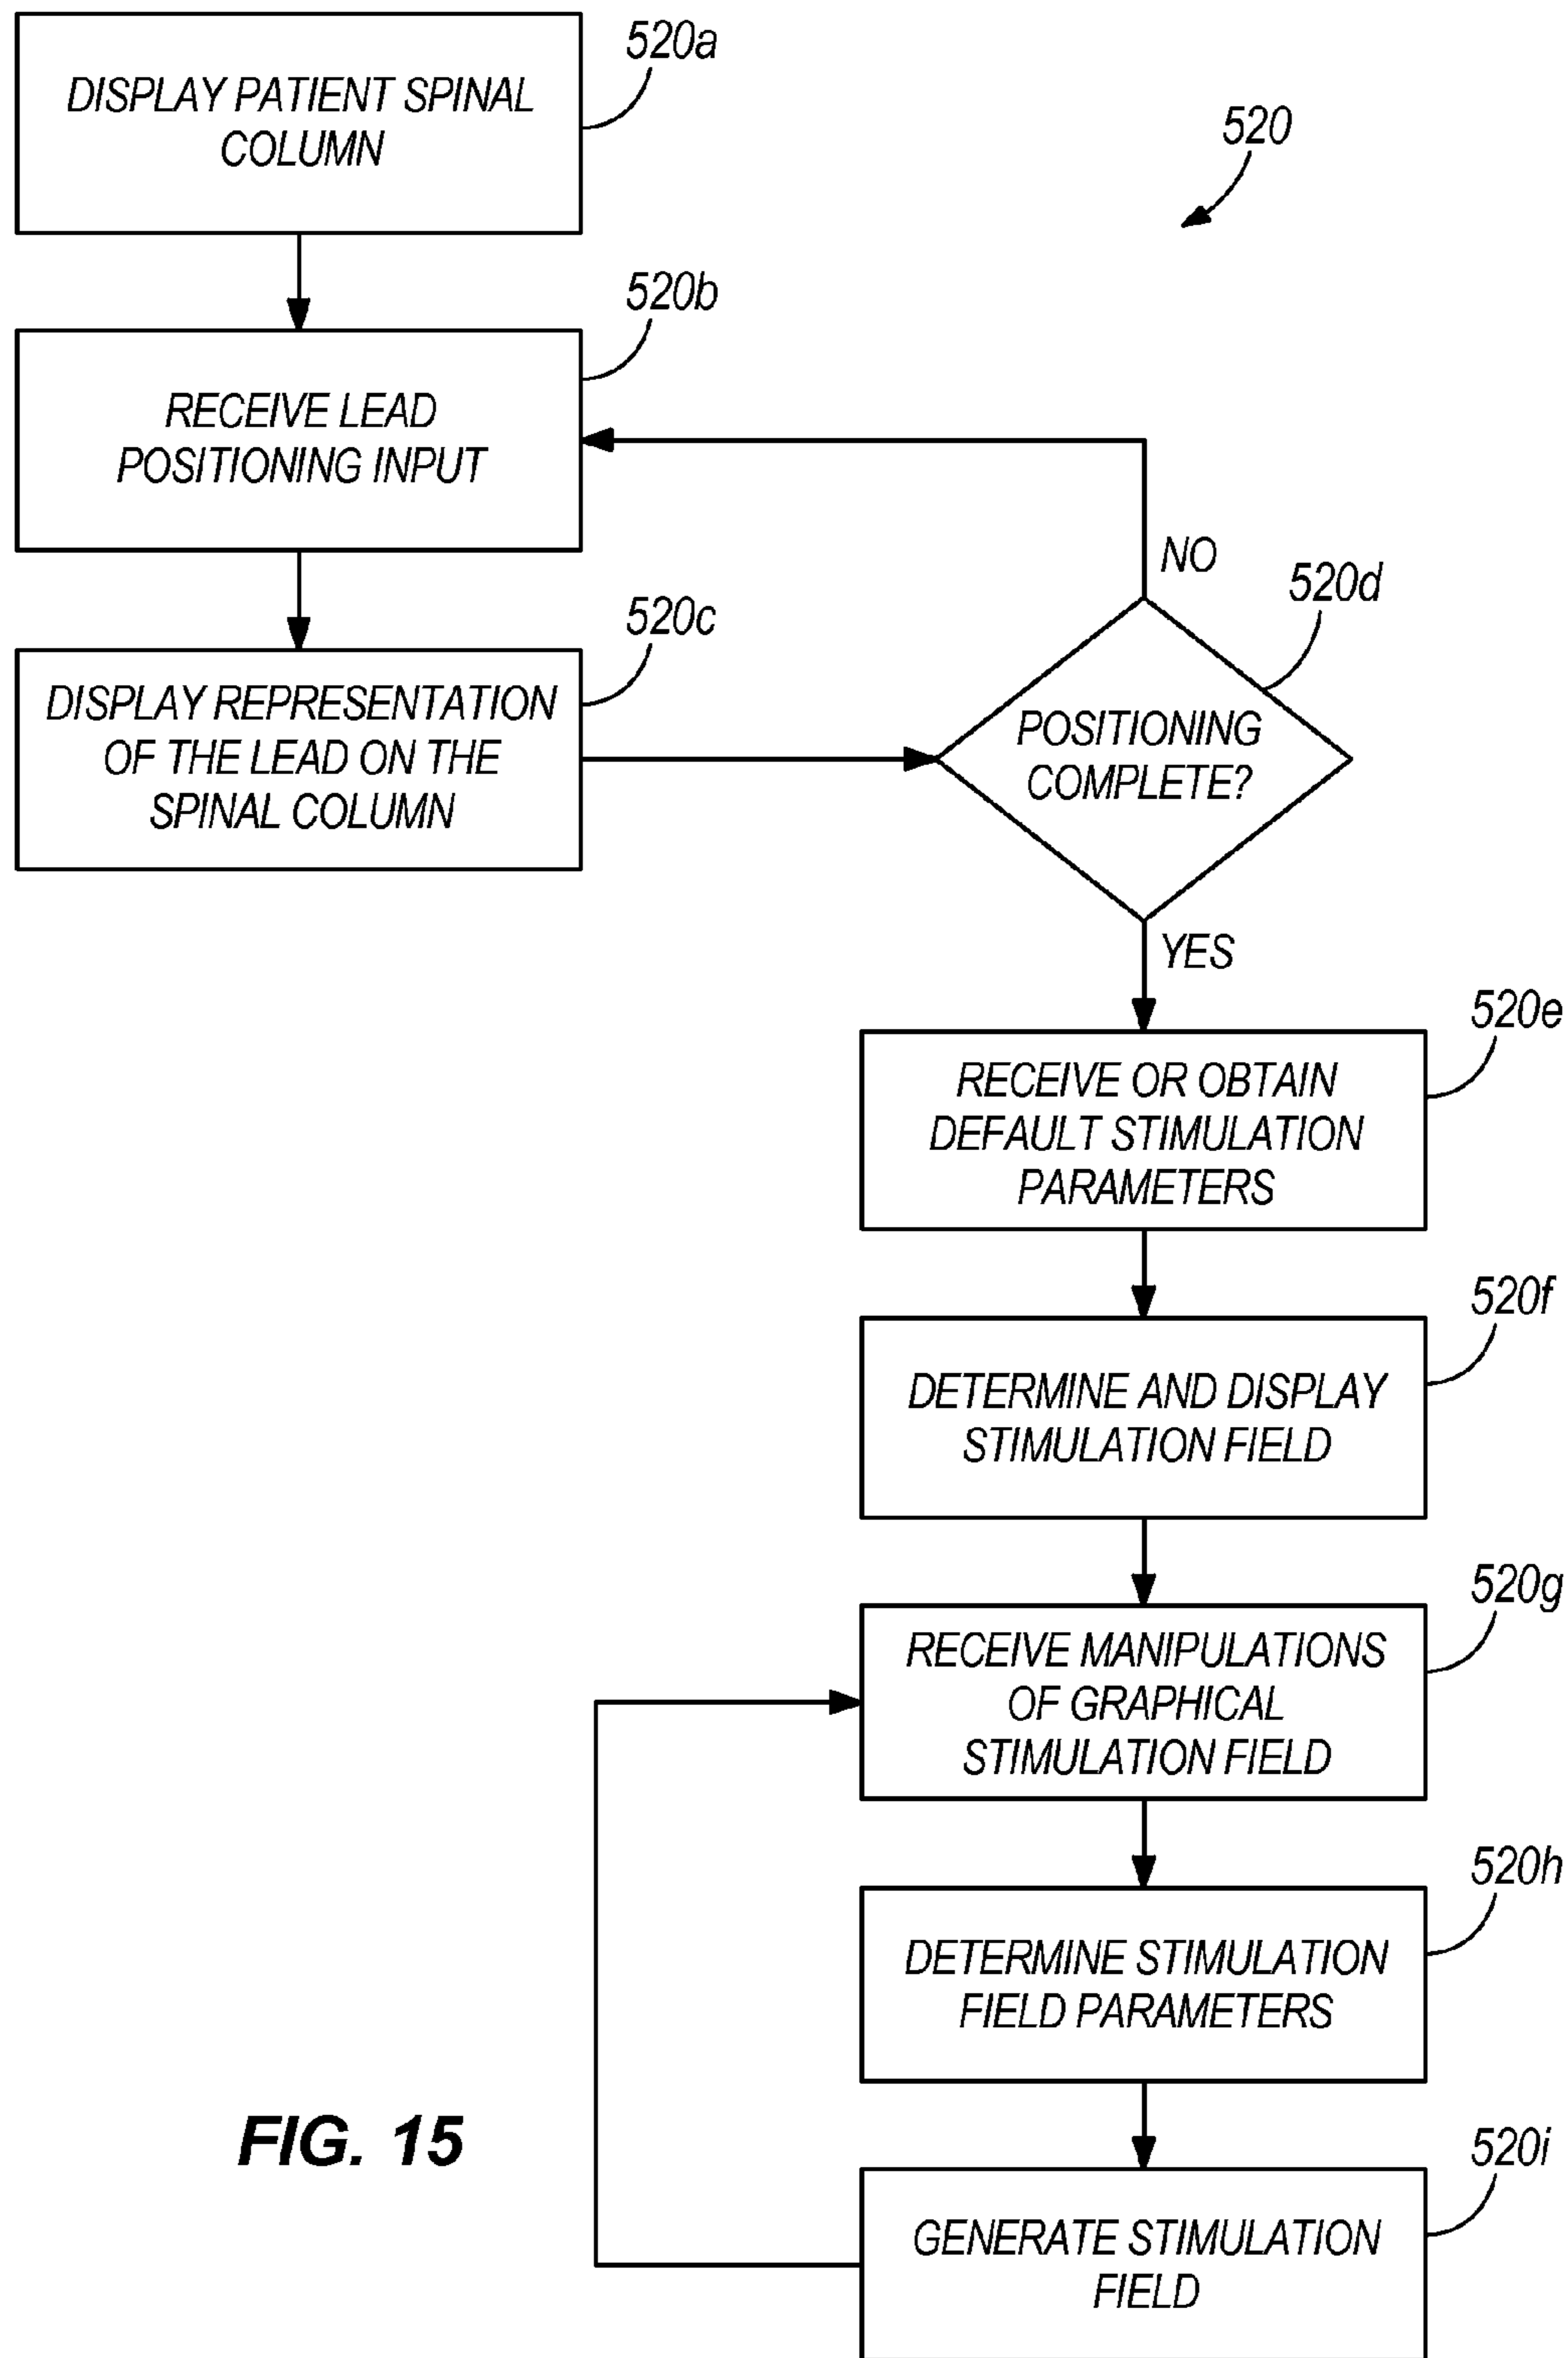 520a
DISPLAY PATIENT SPINAL
COLUMN
520
520b
RECEIVE LEAD
POSITIONING INPUT
NO
520d
520c
DISPLAY REPRESENTATION
OF THE LEAD ON THE
SPINAL COLUMN
POSITIONING
COMPLETE?
YES
520e
RECEIVE OR OBTAIN
DEFAULT STIMULATION
PARAMETERS
520f
DETERMINE AND DISPLAY
STIMULATION FIELD
520g
RECEIVE MANIPULATIONS
OF GRAPHICAL
STIMULATION FIELD
520h
DETERMINE STIMULATION
FIELD PARAMETERS
520i
GENERATE STIMULATION
FIELD
FIG. 15